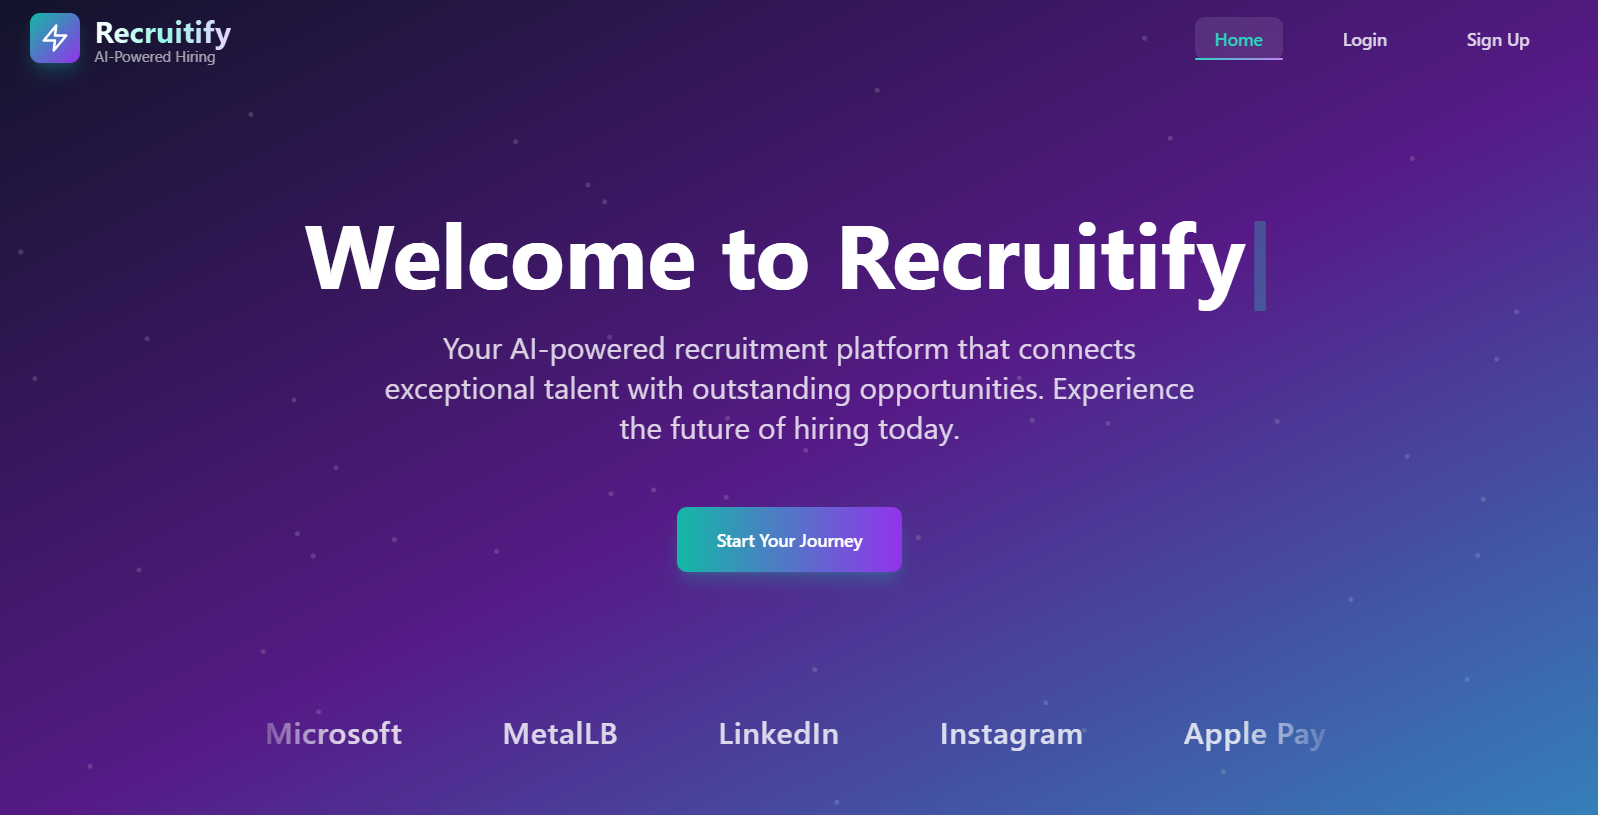 Recruitify
AI-Powered Hiring
Home
Login
Sign Up
Welcome to Recruitify
Your AI-powered recruitment platform that connects
exceptional talent with outstanding opportunities. Experience
the future of hiring today.
Start Your Journey
Microsoft
MetalLB
LinkedIn
Instagram
Apple Pay